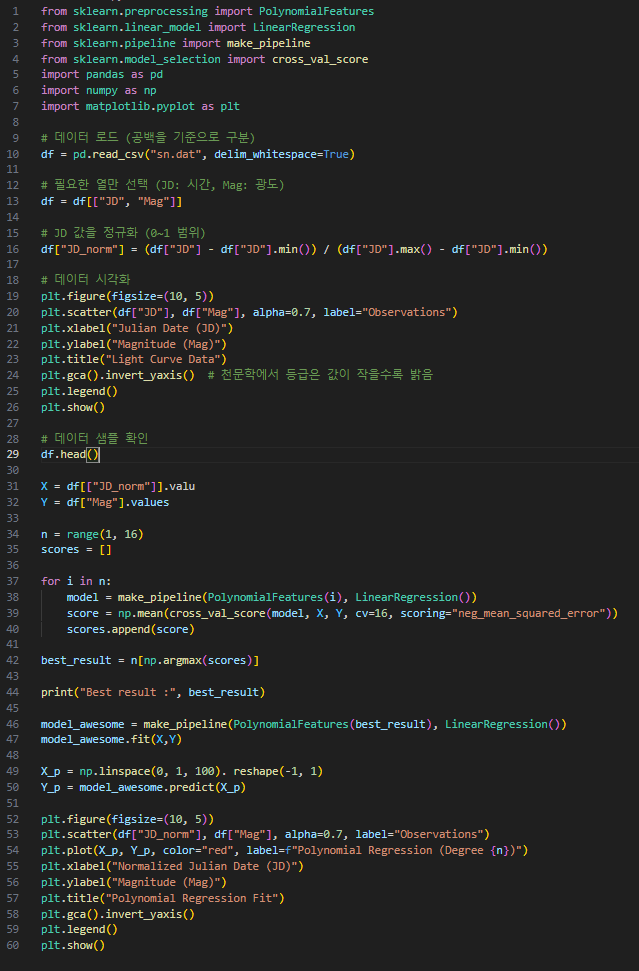 1 from sklearn.preprocessing import PolynomialFeatures
2 from sklearn.linear_model import LinearRegression
3 from sklearn.pipeline import make_pipeline
4 from sklearn.model_selection import cross_val_score
5 import pandas as pd
6 import numpy as np
7 import matplotlib.pyplot as plt
8
9 # 데이터 로드 (공백을 기준으로 구분)
10 df = pd.read_csv("sn.dat", delim_whitespace=True)
11
12 # 필요한 열만 선택 (JD: 시간, Mag: 광도)
13 df = df[["JD", "Mag"]]
14
15 # JD 값을 정규화 (0~1 범위)
16 df["JD_norm"] = (df["JD"] - df["JD"].min()) / (df["JD"].max() - df["JD"].min())
17
18 # 데이터 시각화
19 plt.figure(figsize=(10, 5))
20 plt.scatter(df["JD"], df["Mag"], alpha=0.7, label="Observations")
21 plt.xlabel("Julian Date (JD)")
22 plt.ylabel("Magnitude (Mag)")
23 plt.title("Light Curve Data")
24 plt.gca().invert_yaxis()  # 천문학에서 등급은 값이 작을수록 밝음
25 plt.legend()
26 plt.show()
27
28 # 데이터 샘플 확인
29 df.head()
30
31 X = df[["JD_norm"]].valu
32 Y = df["Mag"].values
33
34 n = range(1, 16)
35 scores = []
36
37 for i in n:
38     model = make_pipeline(PolynomialFeatures(i), LinearRegression())
39     score = np.mean(cross_val_score(model, X, Y, cv=16, scoring="neg_mean_squared_error"))
40     scores.append(score)
41
42 best_result = n[np.argmax(scores)]
43
44 print("Best result :", best_result)
45
46 model_awesome = make_pipeline(PolynomialFeatures(best_result), LinearRegression())
47 model_awesome.fit(X,Y)
48
49 X_p = np.linspace(0, 1, 100). reshape(-1, 1)
50 Y_p = model_awesome.predict(X_p)
51
52 plt.figure(figsize=(10, 5))
53 plt.scatter(df["JD_norm"], df["Mag"], alpha=0.7, label="Observations")
54 plt.plot(X_p, Y_p, color="red", label=f"Polynomial Regression (Degree {n})")
55 plt.xlabel("Normalized Julian Date (JD)")
56 plt.ylabel("Magnitude (Mag)")
57 plt.title("Polynomial Regression Fit")
58 plt.gca().invert_yaxis()
59 plt.legend()
60 plt.show()